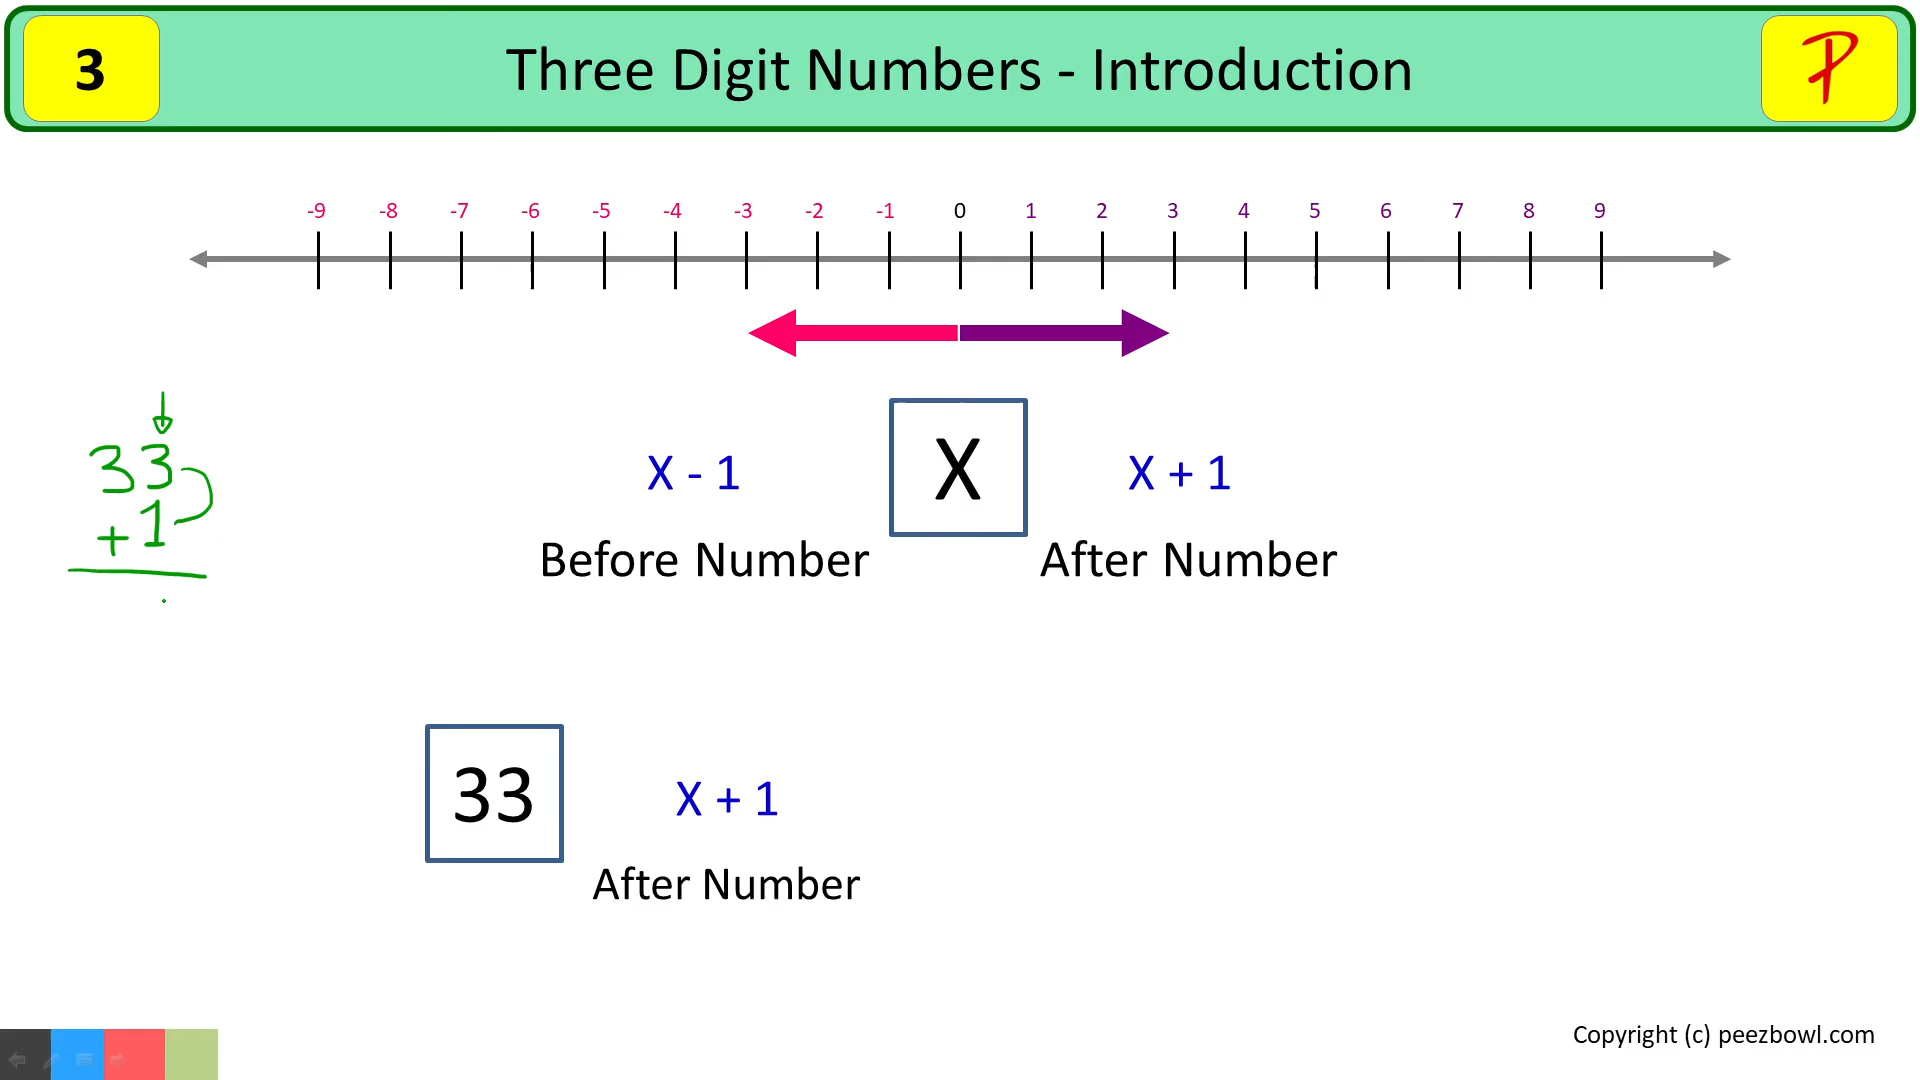 3
Three Digit Numbers - Introduction
P
-9 -8 -7 -6 -5 -4 -3 -2 -1 0 1 2 3 4 5 6 7 8 9
33
+1
X - 1
X
X + 1
Before Number
After Number
33
X + 1
After Number
Copyright (c) peezbowl.com